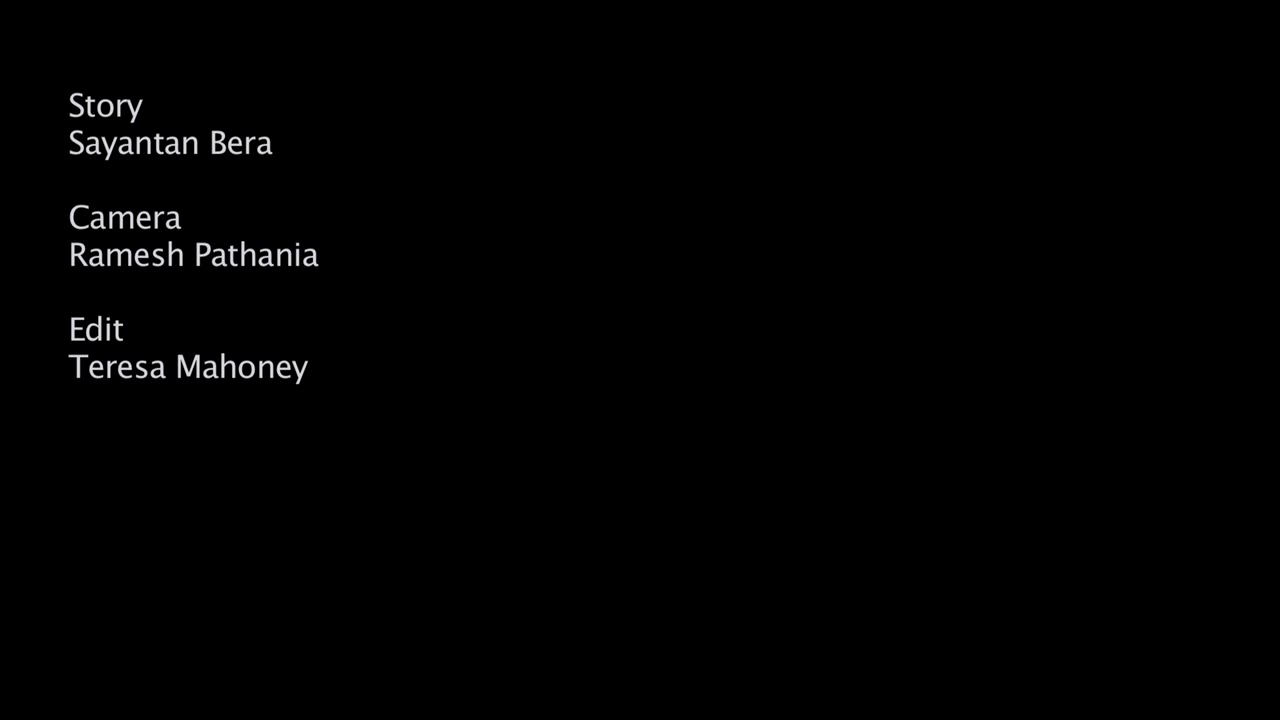 Story
Sayantan Bera
Camera
Ramesh Pathania
Edit
Teresa Mahoney